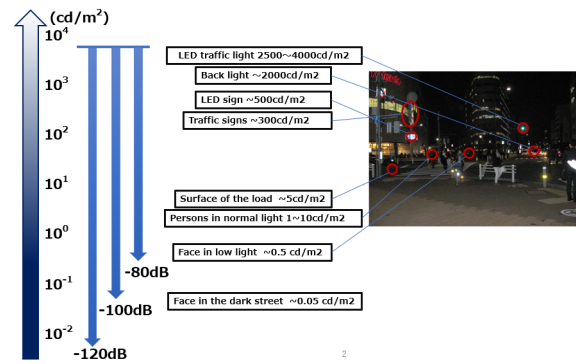 (cd/m²)
10⁴
10³
10²
10¹
10⁰
10⁻¹
10⁻²
-80dB
-100dB
-120dB
LED traffic light 2500～4000cd/m2
Back light ～2000cd/m2
LED sign ~500cd/m2
Traffic signs ~300cd/m2
Surface of the load ~5cd/m2
Persons in normal light 1~10cd/m2
Face in low light ~0.5 cd/m2
Face in the dark street ~0.05 cd/m2
2